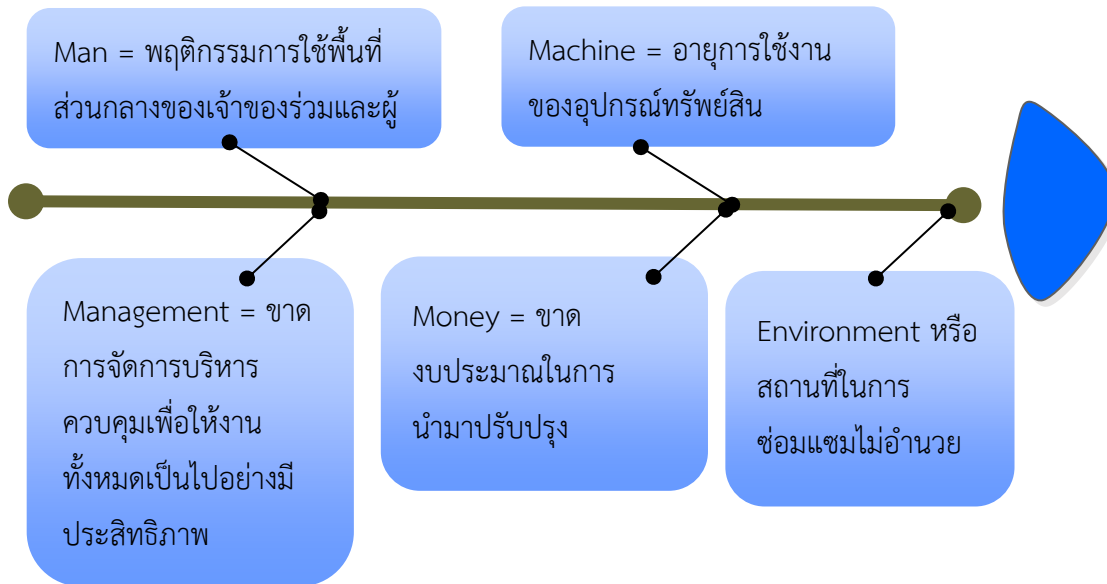 Man = พฤติกรรมการใช้พื้นที่
ส่วนกลางของเจ้าของร่วมและผู้
Machine = อายุการใช้งาน
ของอุปกรณ์ทรัพย์สิน
Management = ขาด
การจัดการบริหาร
ควบคุมเพื่อให้งาน
ทั้งหมดเป็นไปอย่างมี
ประสิทธิภาพ
Money = ขาด
งบประมาณในการ
นำมาปรับปรุง
Environment หรือ
สถานที่ในการ
ซ่อมแซมไม่อำนวย